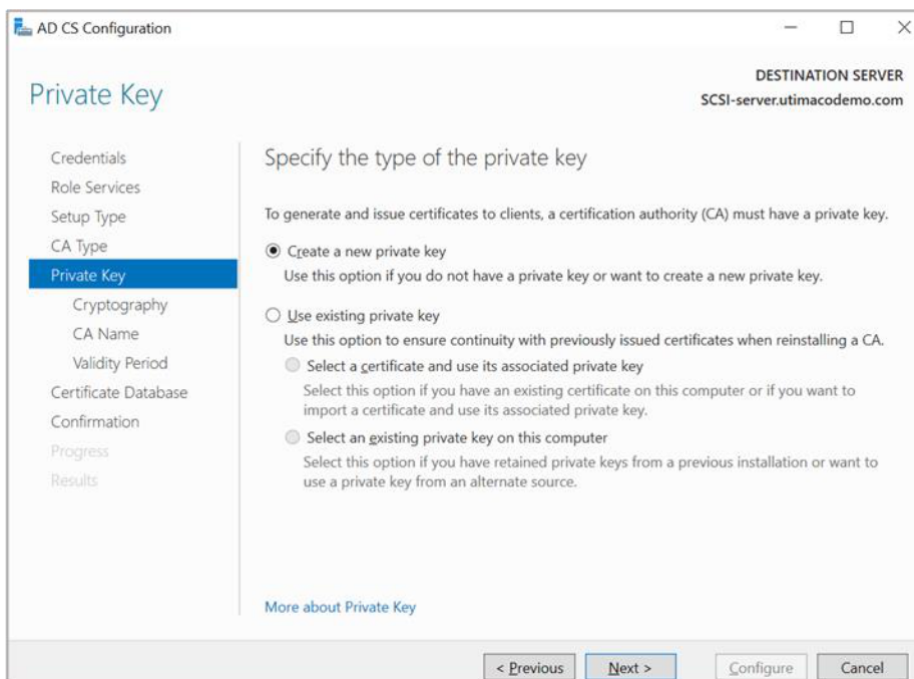 AD CS Configuration
DESTINATION SERVER
SCSI-server.utimacodemo.com
Private Key
Credentials
Role Services
Setup Type
CA Type
Private Key
Cryptography
CA Name
Validity Period
Certificate Database
Confirmation
Progress
Results
Specify the type of the private key
To generate and issue certificates to clients, a certification authority (CA) must have a private key.
Create a new private key
Use this option if you do not have a private key or want to create a new private key.
Use existing private key
Use this option to ensure continuity with previously issued certificates when reinstalling a CA.
Select a certificate and use its associated private key
Select this option if you have an existing certificate on this computer or if you want to
import a certificate and use its associated private key.
Select an existing private key on this computer
Select this option if you have retained private keys from a previous installation or want to
use a private key from an alternate source.
More about Private Key
< Previous
Next >
Configure
Cancel